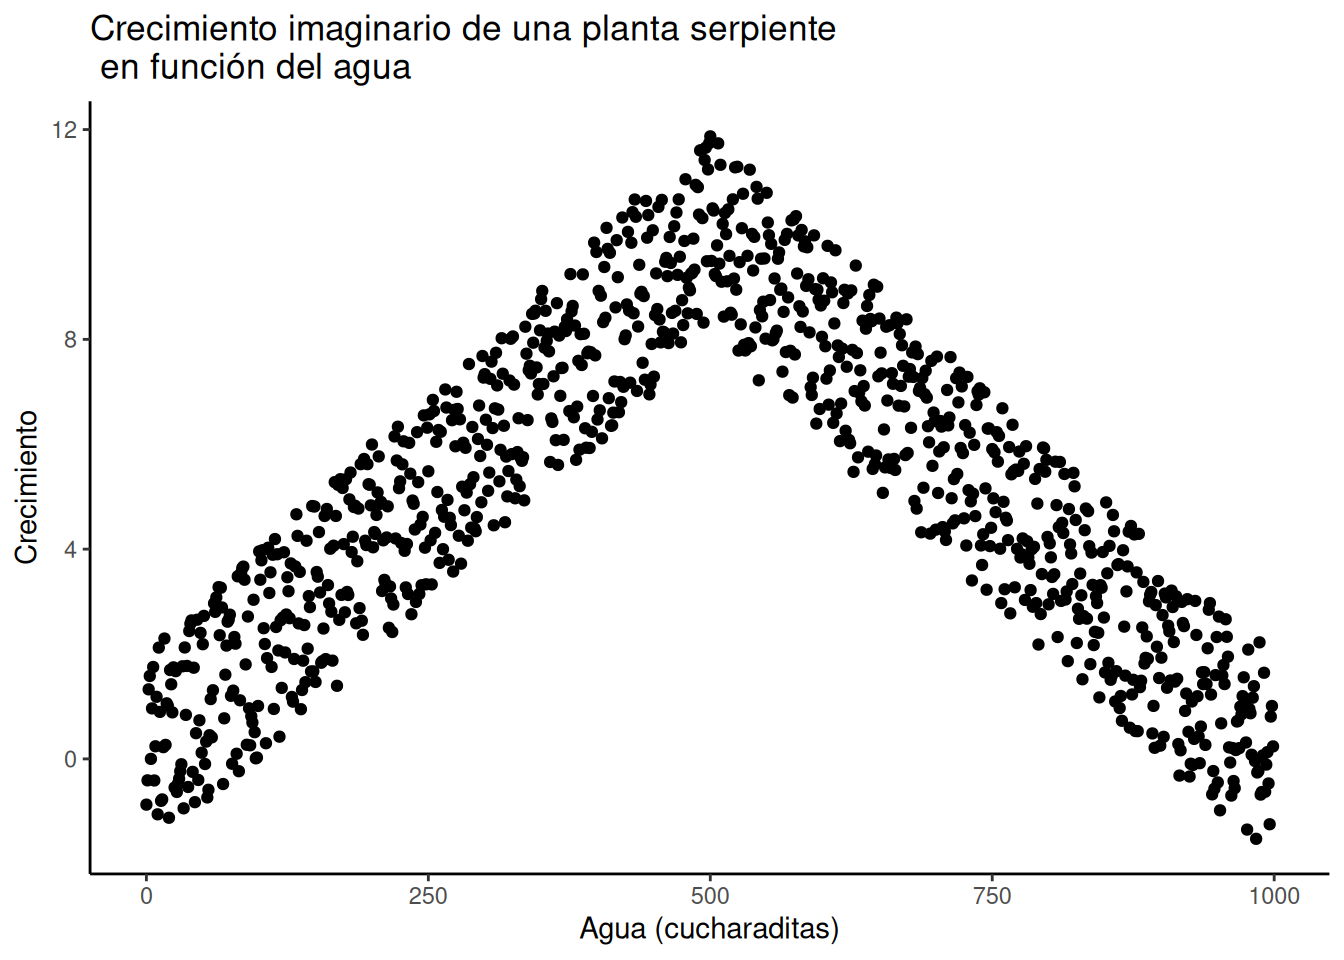 Crecimiento imaginario de una planta serpiente
en función del agua
12
8
4
0
Crecimiento
0 250 500 750 1000
Agua (cucharaditas)